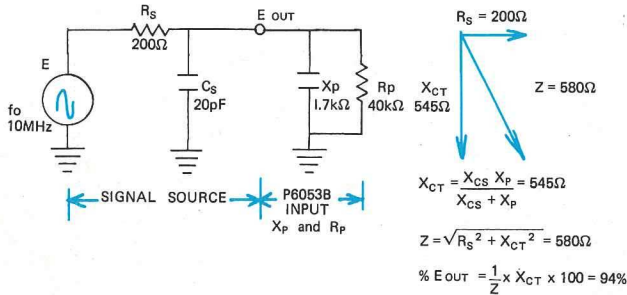 RS
200Ω
E OUT
E
fo
10MHz
CS
20pF
XP
1.7kΩ
Rp
40kΩ
SIGNAL SOURCE
P6053B
INPUT
XP and RP
RS = 200Ω
XCT
545Ω
Z = 580Ω
XCT = XCS XP / XCS + XP = 545Ω
Z = √RS² + XCT² = 580Ω
% E OUT = 1/Z x XCT x 100 = 94%